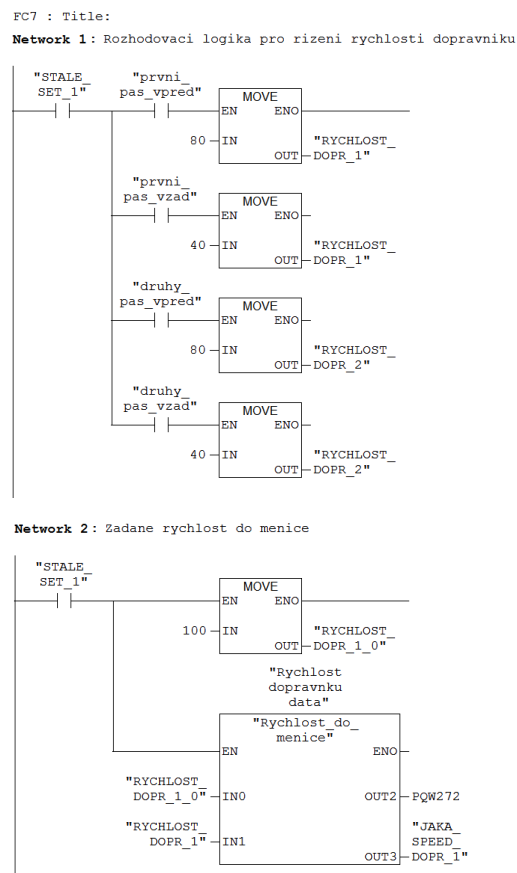 FC7 : Title:
Network 1: Rozhodovaci logika pro rizeni rychlosti dopravniku
"STALE_ "prvni_
SET_1" pas_vpred"
MOVE
EN ENO
80 IN "RYCHLOST_
OUT DOPR_1"
"prvni_
pas_vzad"
MOVE
EN ENO
40 IN "RYCHLOST_
OUT DOPR_1"
"druhy_
pas_vpred"
MOVE
EN ENO
80 IN "RYCHLOST_
OUT DOPR_2"
"druhy_
pas_vzad"
MOVE
EN ENO
40 IN "RYCHLOST_
OUT DOPR_2"
Network 2: Zadane rychlost do menice
"STALE_
SET_1"
MOVE
EN ENO
100 IN "RYCHLOST_
OUT DOPR_1_0"
"Rychlost
dopravnku
data"
"Rychlost_do_
menice"
EN ENO
"RYCHLOST_
DOPR_1_0" IN0 OUT2 PQW272
"RYCHLOST_ "JAKA_
DOPR_1" IN1 SPEED_
OUT3 DOPR_1"